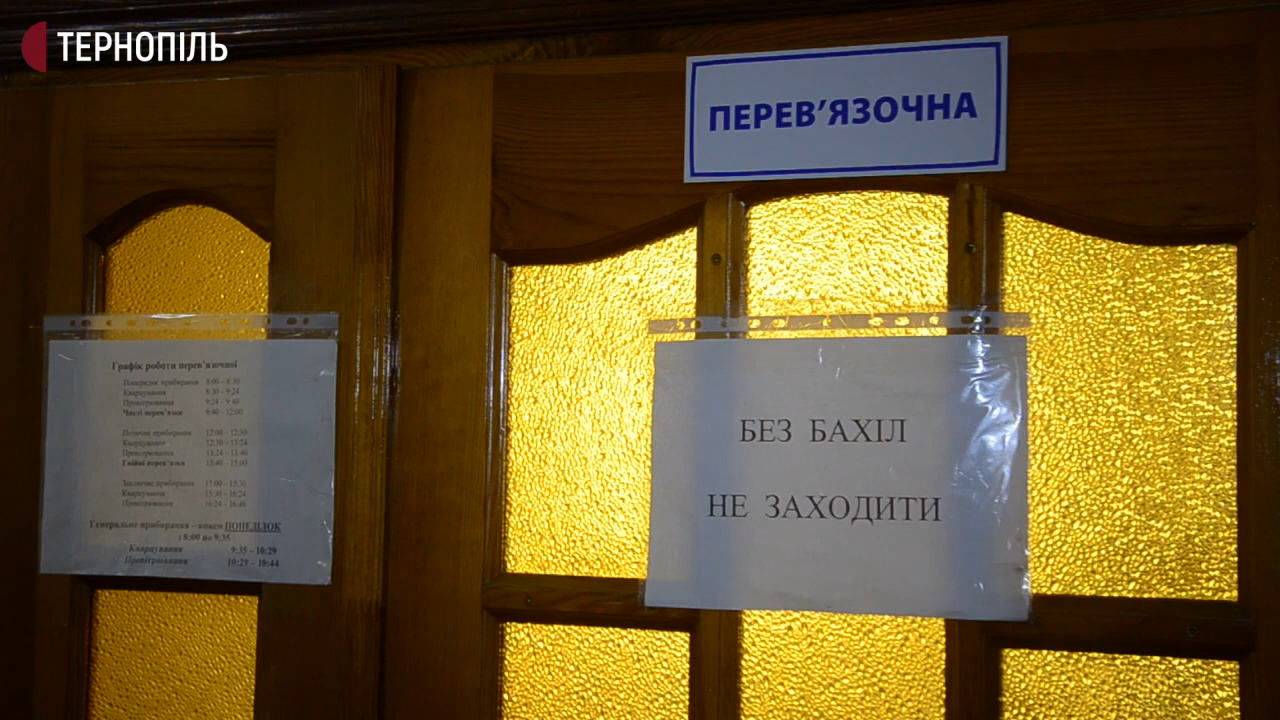 ТЕРНОПІЛЬ
ПЕРЕВ'ЯЗОЧНА
Графік роботи перев'язочної
Попереднє прибирання 8:00 – 8:30
Кварцування 8:30 – 9:24
Провітрювання 9:24 – 9:40
Чисті перев'язки 9:40 – 12:00
Поточне прибирання 12:00 – 12:30
Кварцування 12:30 – 13:24
Провітрювання 13:24 – 13:40
Гнійні перев'язки 13:40 – 15:00
Заключне прибирання 15:00 – 15:30
Кварцування 15:30 – 16:24
Провітрювання 16:24 – 16:40
Генеральне прибирання – кожен ПОНЕДІЛОК
з 8:00 по 9:35
Кварцування 9:35 – 10:29
Провітрювання 10:29 – 10:44
БЕЗ БАХІЛ
НЕ ЗАХОДИТИ